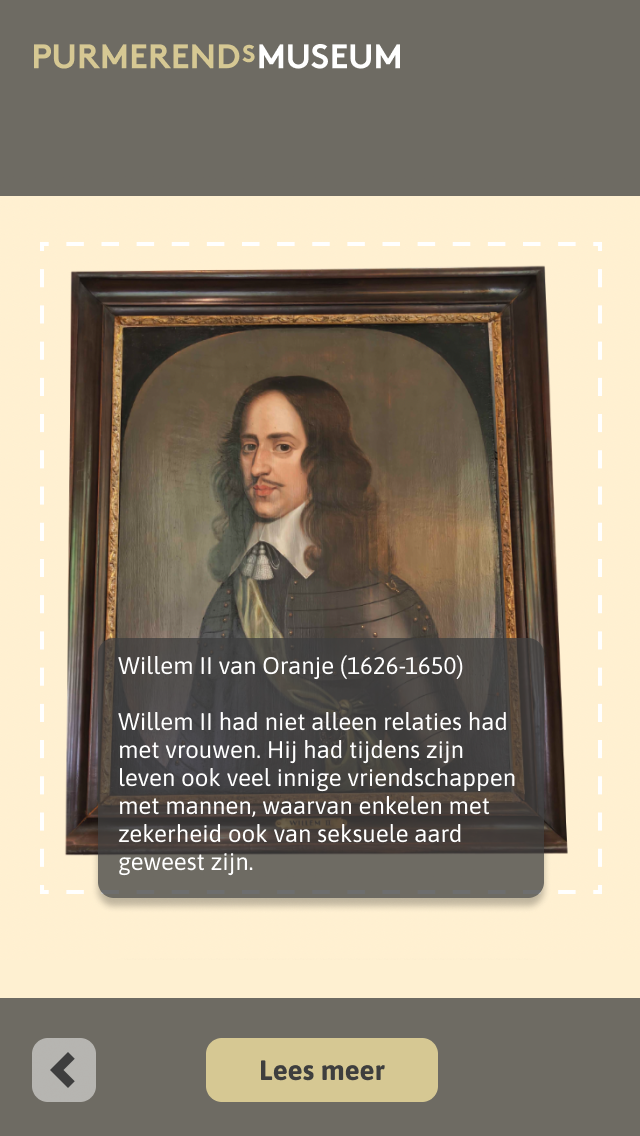 PURMERENDsMUSEUM
Willem II van Oranje (1626-1650)
Willem II had niet alleen relaties had
met vrouwen. Hij had tijdens zijn
leven ook veel innige vriendschappen
met mannen, waarvan enkelen met
zekerheid ook van seksuele aard
geweest zijn.
Lees meer